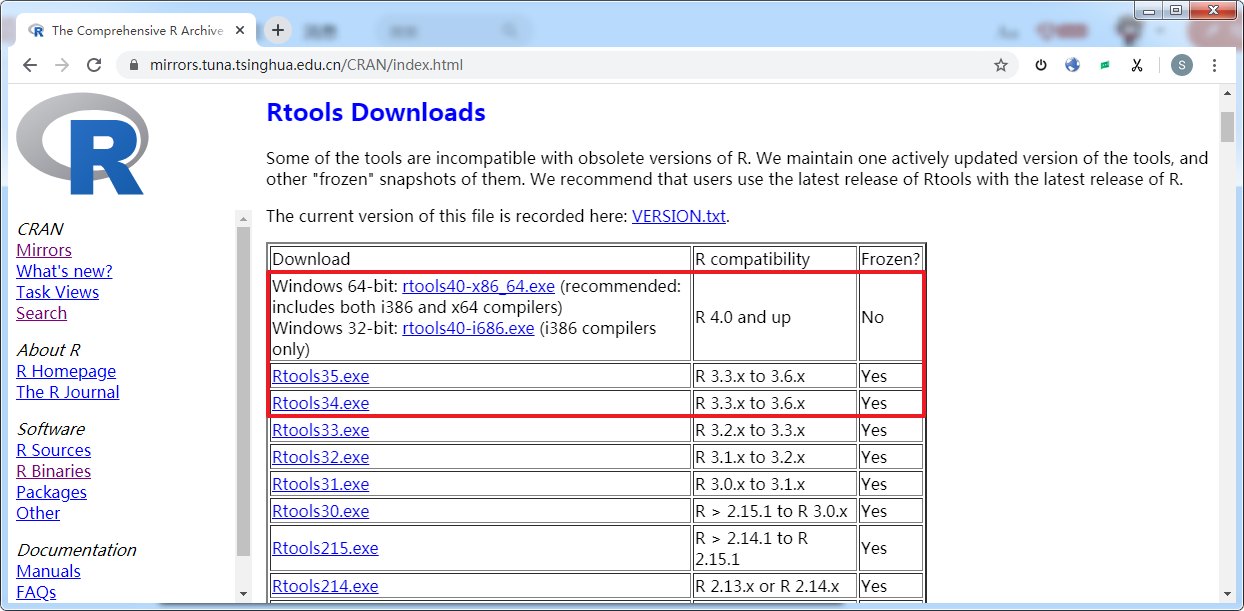 The Comprehensive R Archive
mirrors.tuna.tsinghua.edu.cn/CRAN/index.html
S
R
CRAN
Mirrors
What's new?
Task Views
Search
About R
R Homepage
The R Journal
Software
R Sources
R Binaries
Packages
Other
Documentation
Manuals
FAQs
Rtools Downloads
Some of the tools are incompatible with obsolete versions of R. We maintain one actively updated version of the tools, and
other "frozen" snapshots of them. We recommend that users use the latest release of Rtools with the latest release of R.
The current version of this file is recorded here: VERSION.txt.
Download R compatibility Frozen?
Windows 64-bit: rtools40-x86_64.exe (recommended:
includes both i386 and x64 compilers)
Windows 32-bit: rtools40-i686.exe (i386 compilers
only)
R 4.0 and up
No
Rtools35.exe R 3.3.x to 3.6.x Yes
Rtools34.exe R 3.3.x to 3.6.x Yes
Rtools33.exe R 3.2.x to 3.3.x Yes
Rtools32.exe R 3.1.x to 3.2.x Yes
Rtools31.exe R 3.0.x to 3.1.x Yes
Rtools30.exe R > 2.15.1 to R 3.0.x Yes
Rtools215.exe
R > 2.14.1 to R
2.15.1
Yes
Rtools214.exe R 2.13.x or R 2.14.x Yes